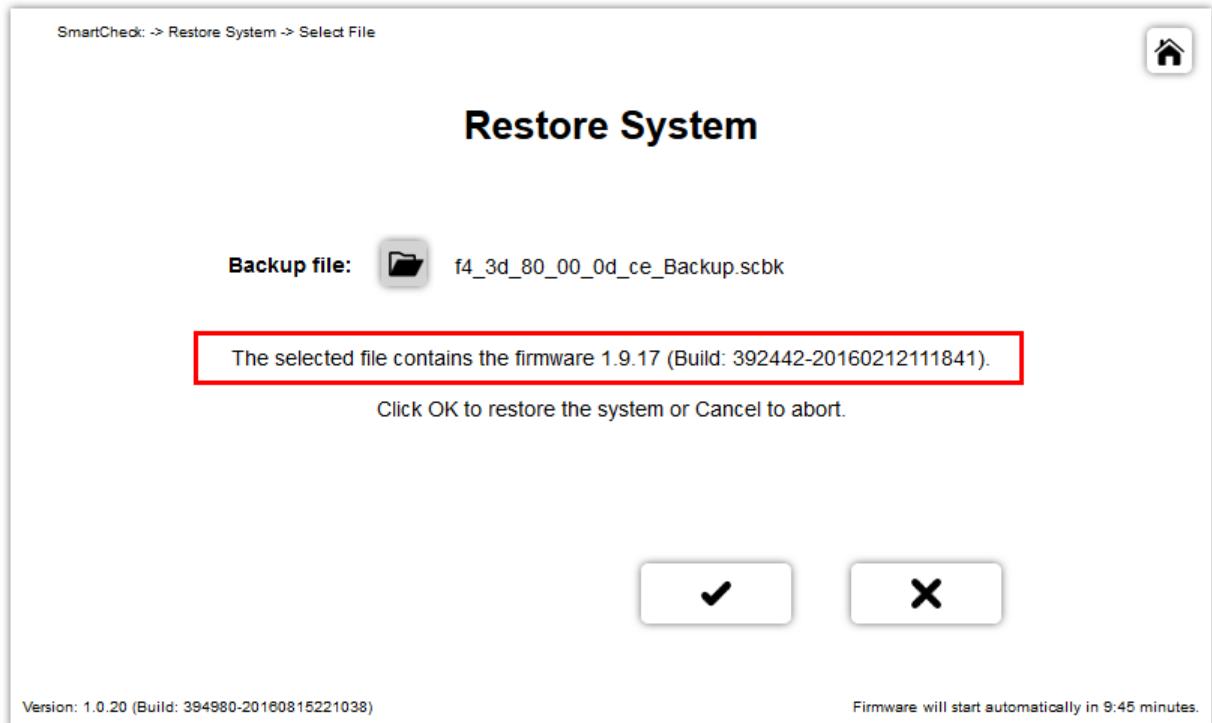 SmartCheck: -> Restore System -> Select File
Restore System
Backup file: f4_3d_80_00_0d_ce_Backup.scbk
The selected file contains the firmware 1.9.17 (Build: 392442-20160212111841).
Click OK to restore the system or Cancel to abort.
Version: 1.0.20 (Build: 394980-20160815221038)
Firmware will start automatically in 9:45 minutes.